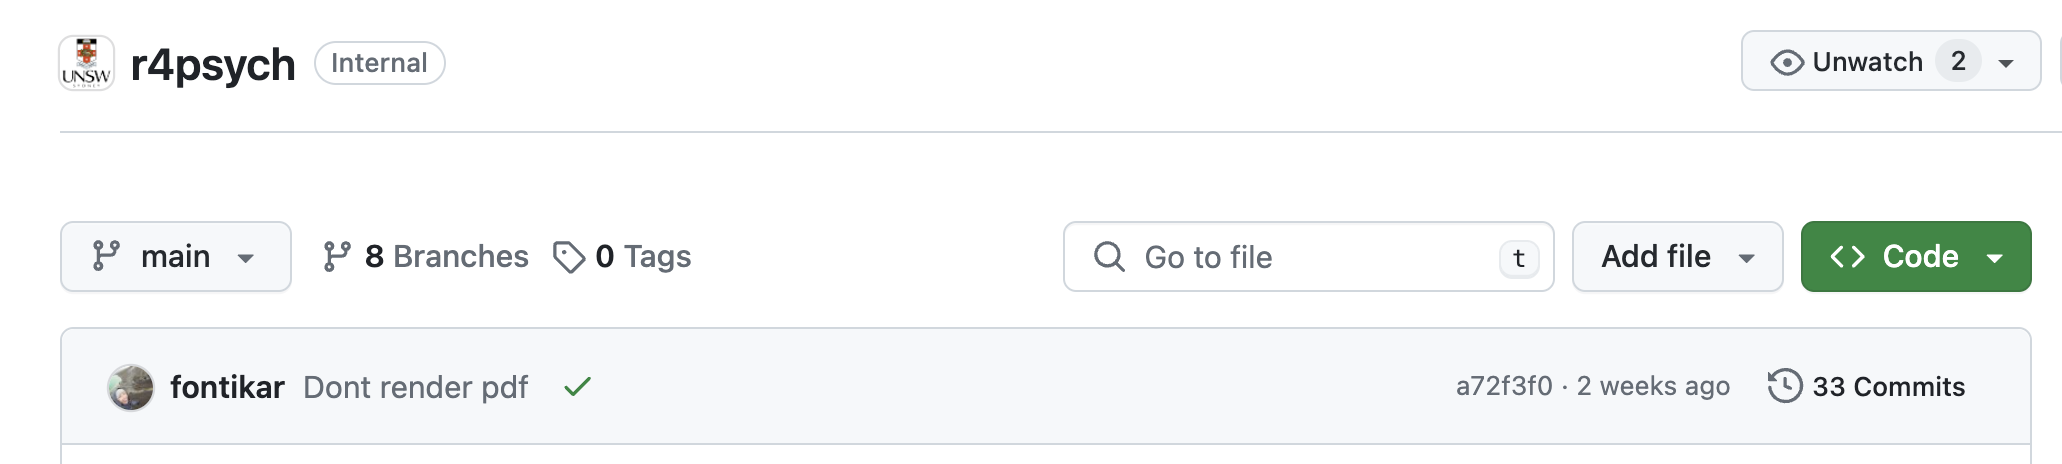 UNSW
SYDNEY
r4psych Internal Unwatch 2
main 8 Branches 0 Tags Go to file t Add file <> Code
fontikar Dont render pdf a72f3f0 · 2 weeks ago 33 Commits